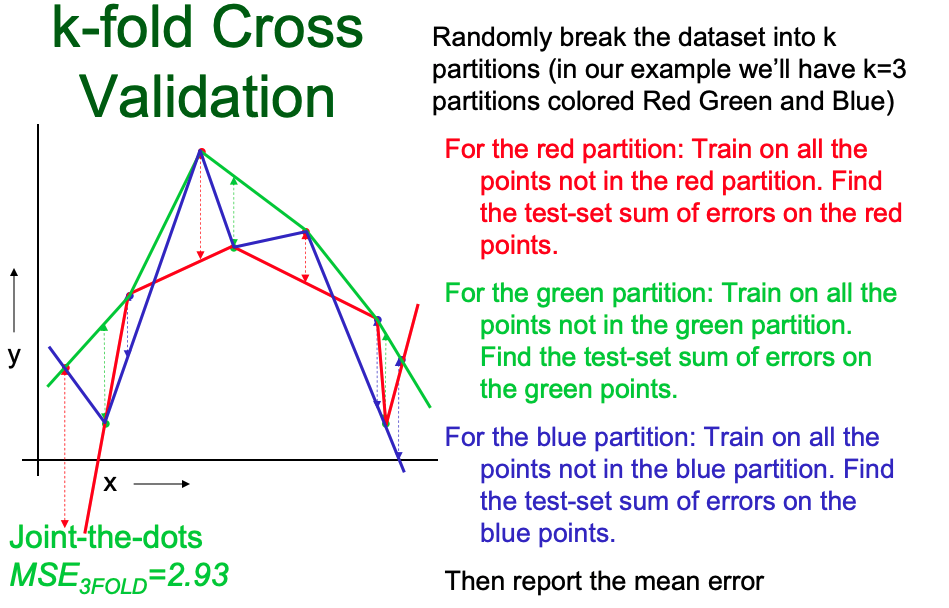 k-fold Cross
Validation
Randomly break the dataset into k
partitions (in our example we’ll have k=3
partitions colored Red Green and Blue)
For the red partition: Train on all the
points not in the red partition. Find
the test-set sum of errors on the red
points.
For the green partition: Train on all the
points not in the green partition.
Find the test-set sum of errors on
the green points.
For the blue partition: Train on all the
points not in the blue partition. Find
the test-set sum of errors on the
blue points.
Then report the mean error
y
x
Joint-the-dots
MSE3FOLD=2.93